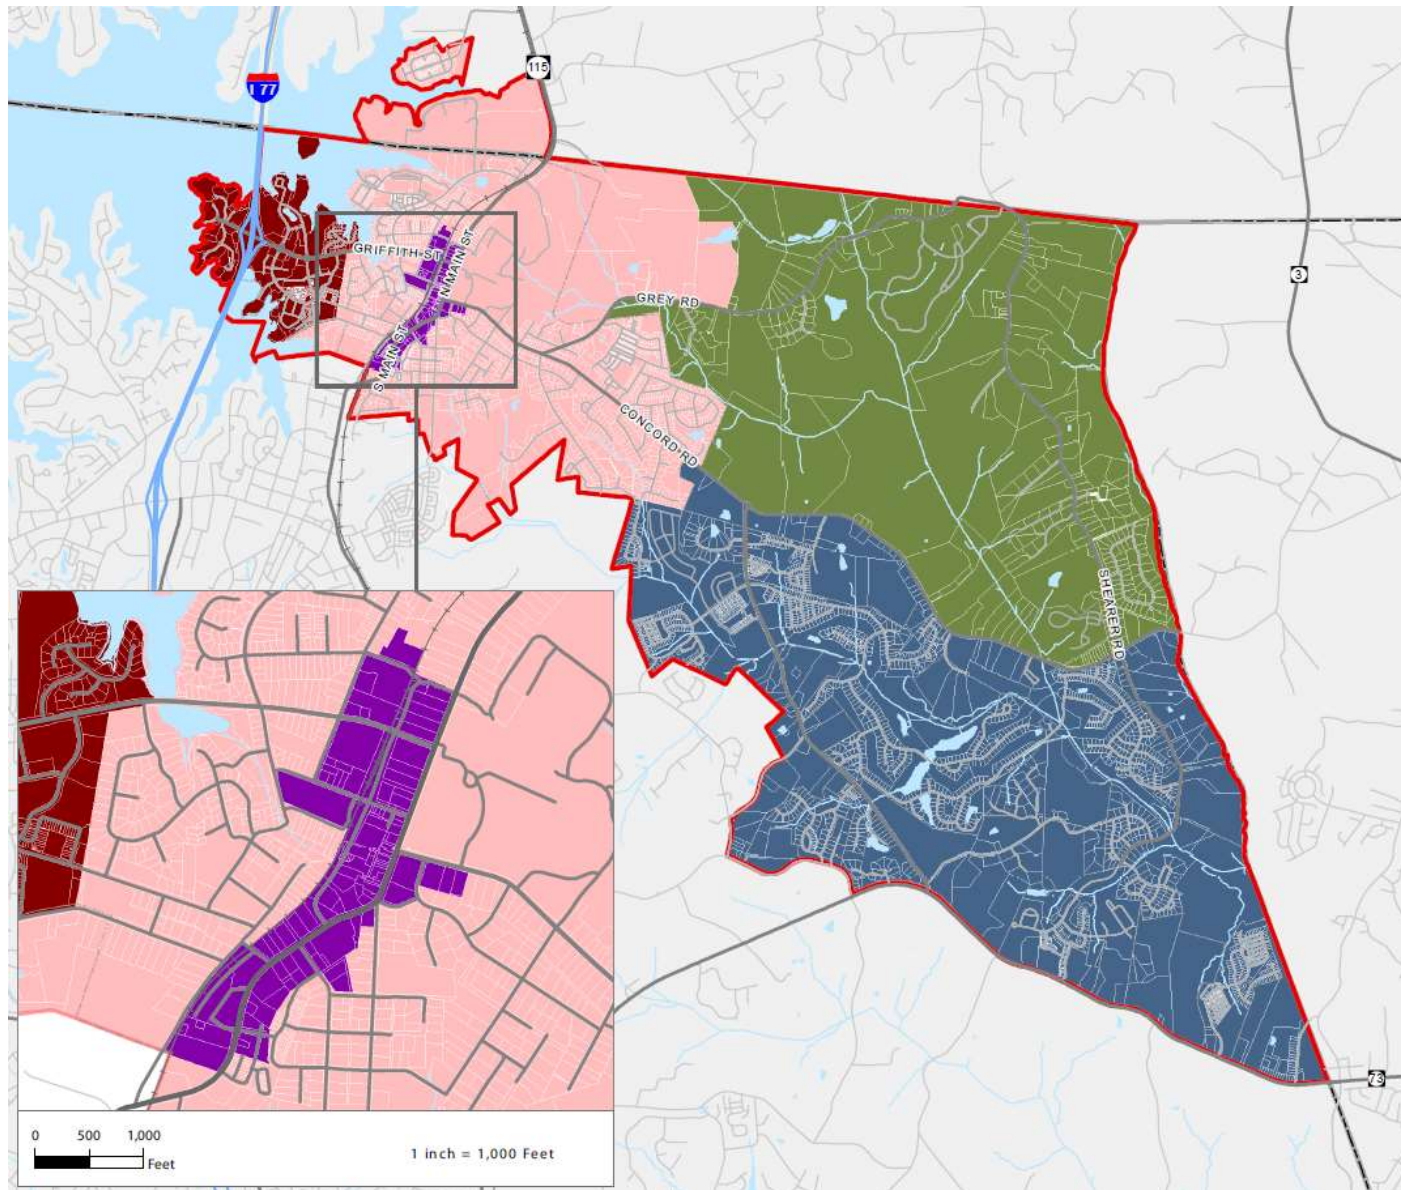 115
I 77
GRIFFITH ST
N MAIN ST
3
GREY RD
S MAIN ST
CONCORD RD
SHEARER RD
73
0 500 1,000
Feet
1 inch = 1,000 Feet